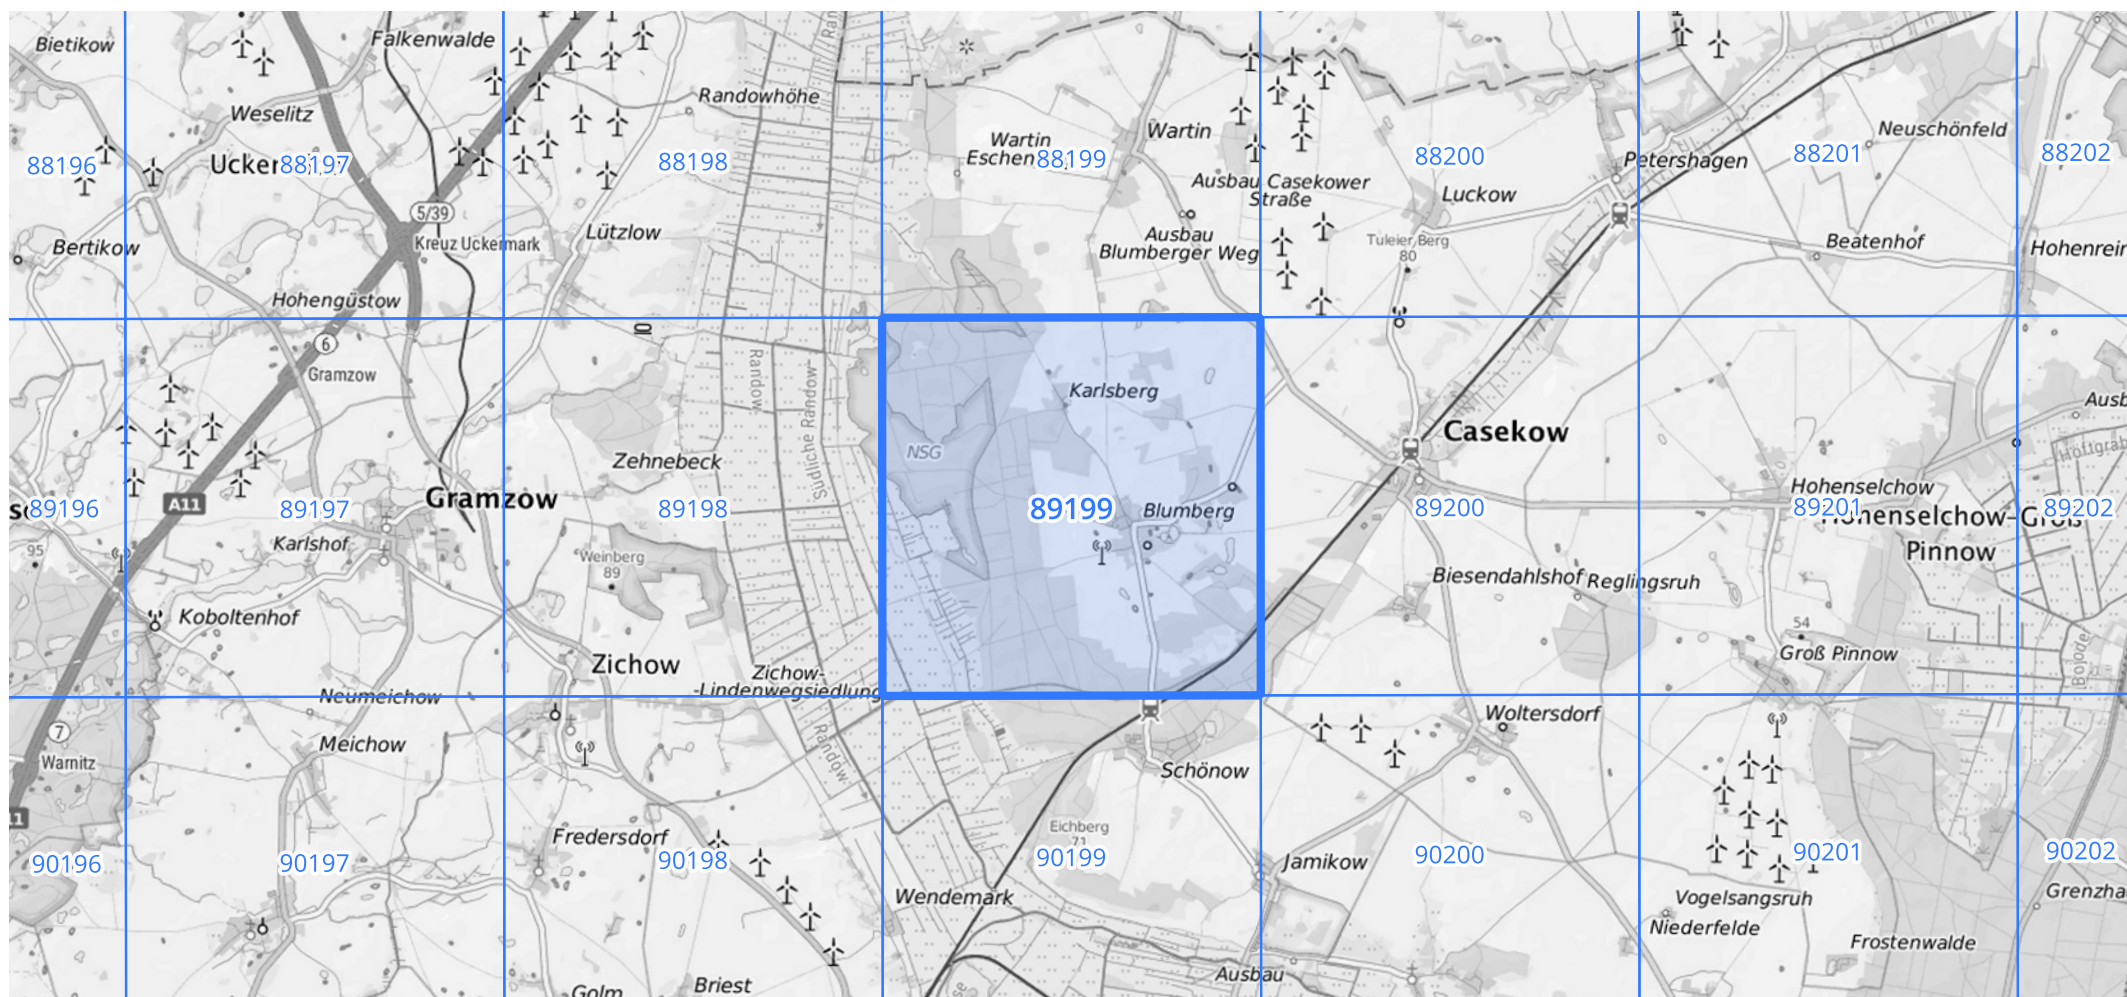 Bietikow
Falkenwalde
Weselitz
Randowhöhe
Wartin
Wartin
Neuschönfeld
88196
88197
88198
88199
88200
88201
88202
Petershagen
Ausbau Casekower
Straße
Luckow
5/39
Kreuz Uckermark
Lützlow
Bertikow
Ausbau
Blumberger Weg
Tuleier Berg
80
Beatenhof
Hohengüstow
6
Gramzow
Randow
Südliche Randow
Karlsberg
NSG
Casekow
Zehnebeck
Gramzow
A11
Hohenselchow
89196
89197
89198
89199
89200
89201
89202
Blumberg
Pinnow
Karlshof
95
Weinberg
89
Biesendahlshof
Reglingsruh
Koboltenhof
54
Groß Pinnow
Zichow
Zichow-
-Lindenwegsiedlung
Neumeichow
7
Warnitz
Meichow
Randow
Woltersdorf
Schönow
11
Fredersdorf
Eichberg
71
90196
90197
90198
90199
90200
90201
90202
Jamikow
Wendemark
Vogelsangsruh
Niederfelde
Frostenwalde
Ausbau
Golm
Briest